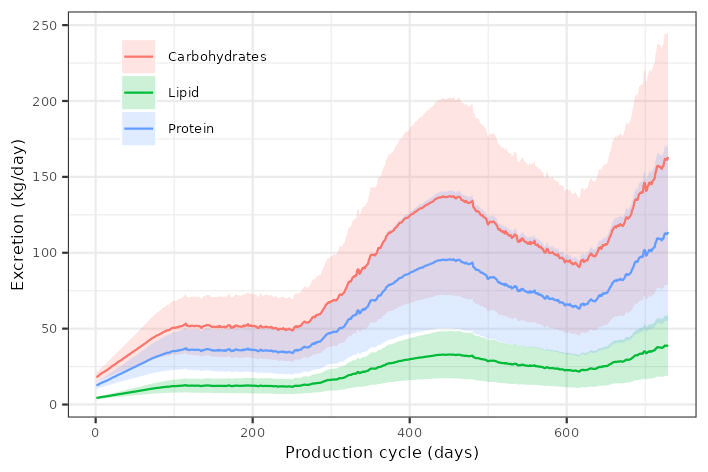 250
200
150
100
50
0
Excretion (kg/day)
Carbohydrates
Lipid
Protein
0 200 400 600
Production cycle (days)